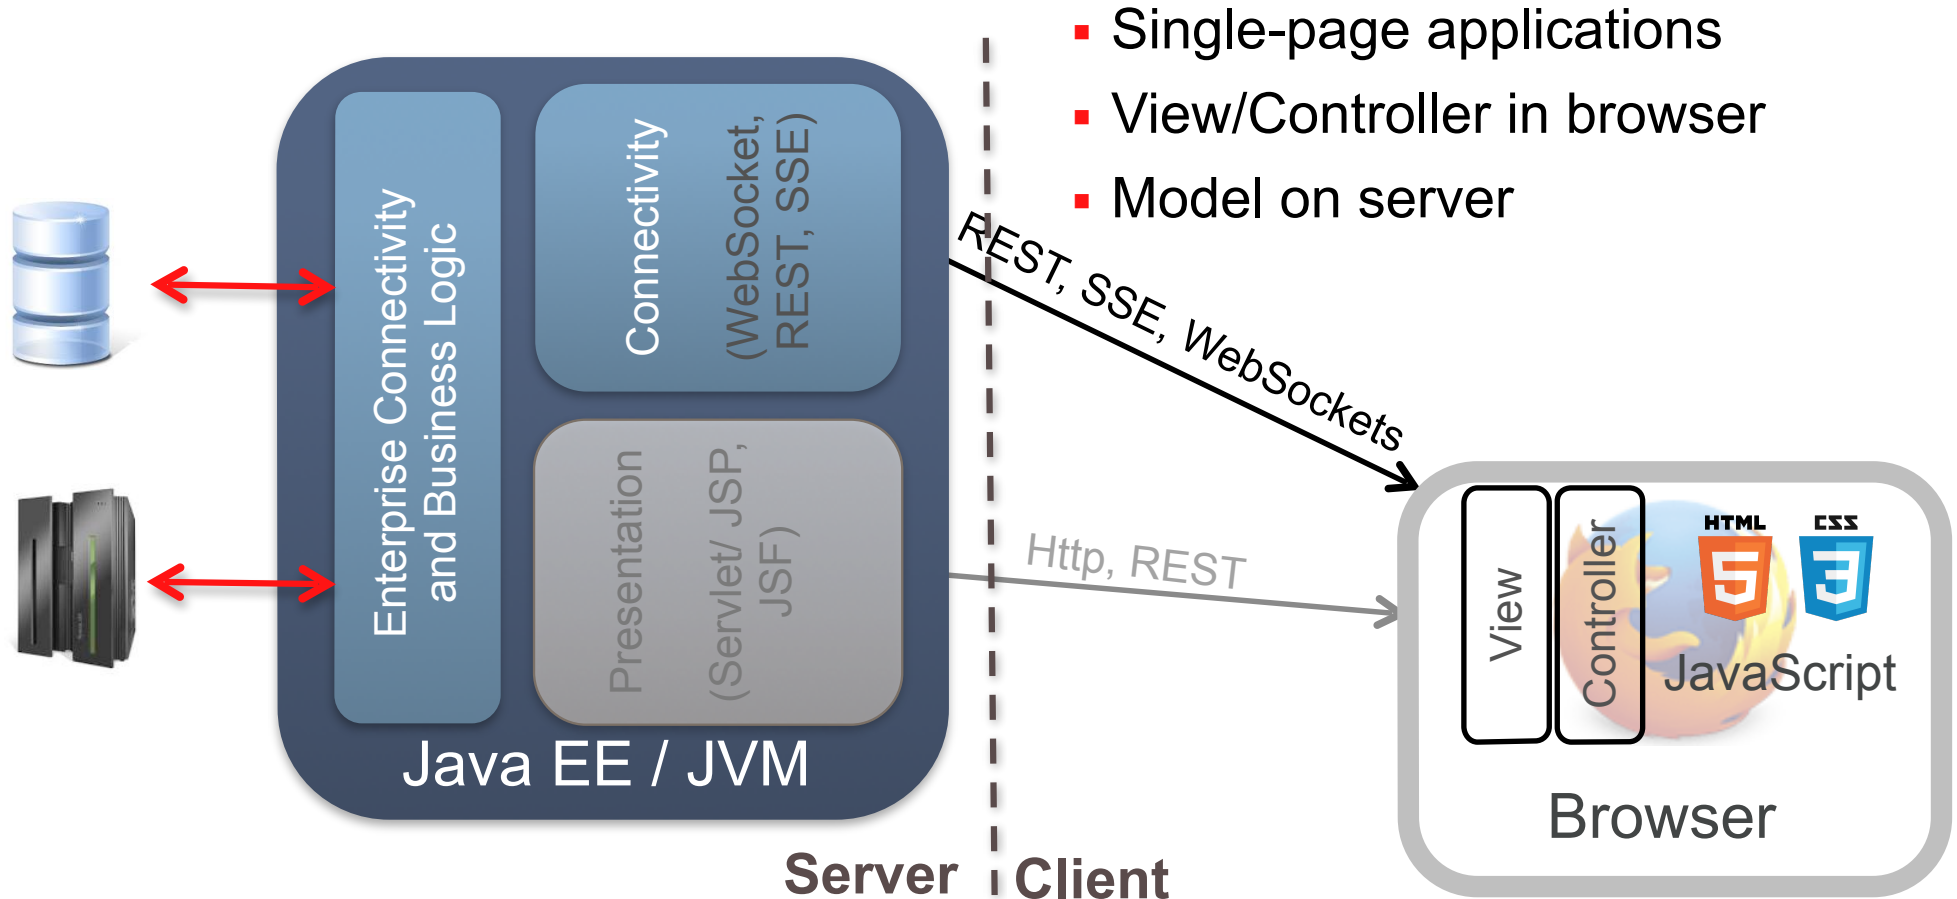 Single-page applications
View/Controller in browser
Model on server
Enterprise Connectivity
and Business Logic
Connectivity
(WebSocket,
REST, SSE)
Presentation
(Servlet/ JSP,
JSF)
Java EE / JVM
REST, SSE, WebSockets
Http, REST
View
Controller
HTML
5
CSS
3
JavaScript
Browser
Server
Client